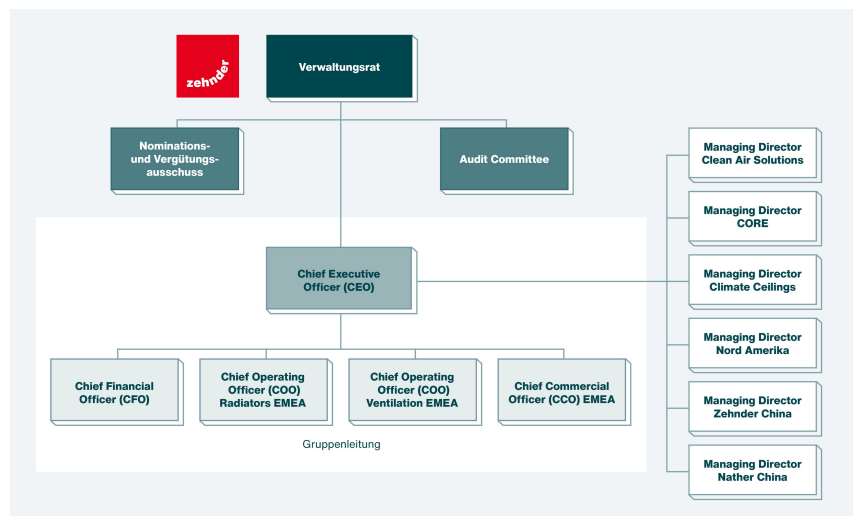 zehnder
Verwaltungsrat
Nominations-
und Vergütungs-
ausschuss
Audit Committee
Chief Executive
Officer (CEO)
Chief Financial
Officer (CFO)
Chief Operating
Officer (COO)
Radiators EMEA
Chief Operating
Officer (COO)
Ventilation EMEA
Chief Commercial
Officer (CCO) EMEA
Gruppenleitung
Managing Director
Clean Air Solutions
Managing Director
CORE
Managing Director
Climate Ceilings
Managing Director
Nord Amerika
Managing Director
Zehnder China
Managing Director
Nather China